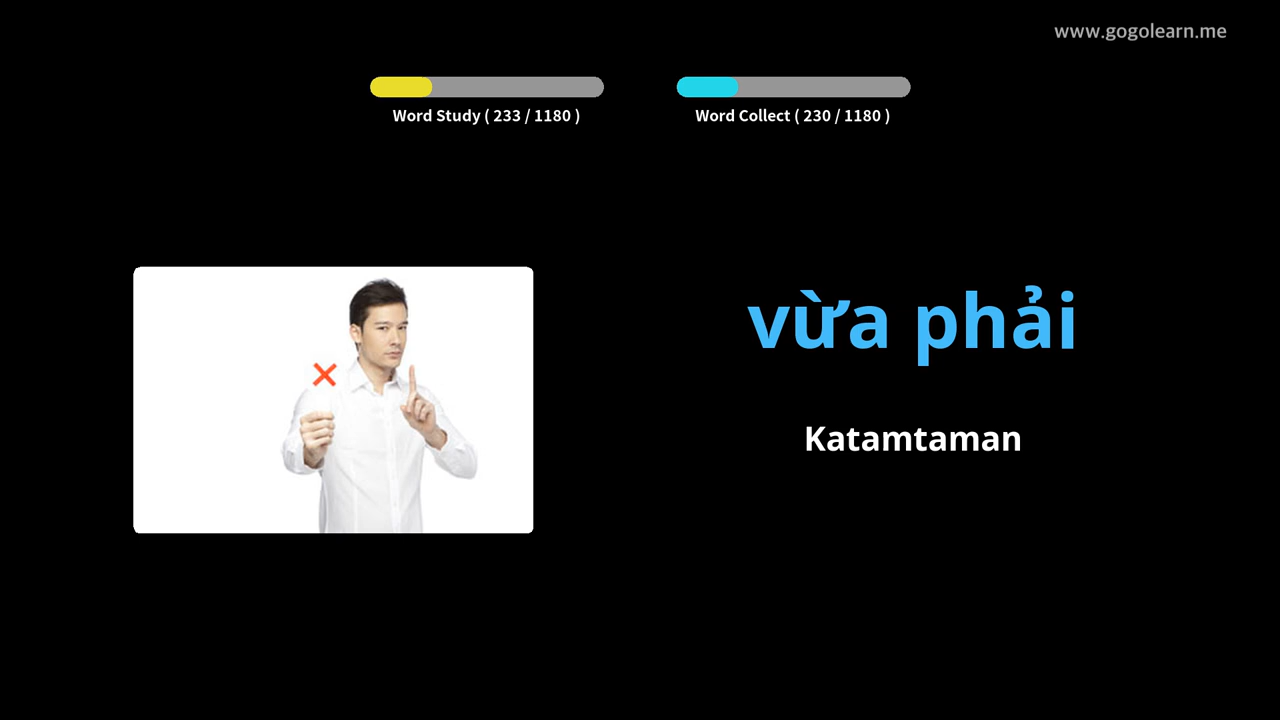 www.gogolearn.me
Word Study ( 233 / 1180 )
Word Collect ( 230 / 1180 )
vừa phải
Katamtaman